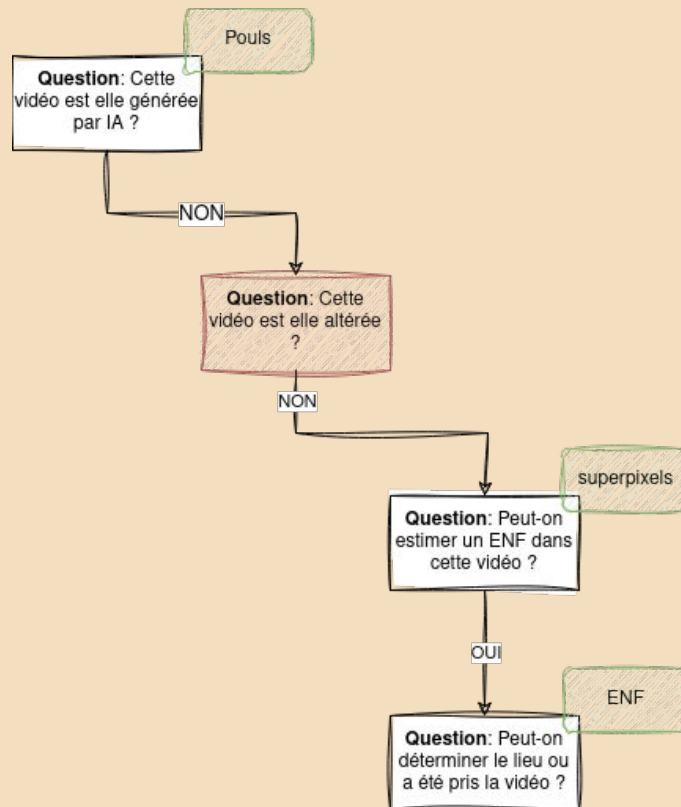 Pouls
Question: Cette
vidéo est elle générée
par IA ?
NON
Question: Cette
vidéo est elle altérée
?
NON
superpixels
Question: Peut-on
estimer un ENF dans
cette vidéo ?
OUI
ENF
Question: Peut-on
déterminer le lieu ou
a été pris la vidéo ?